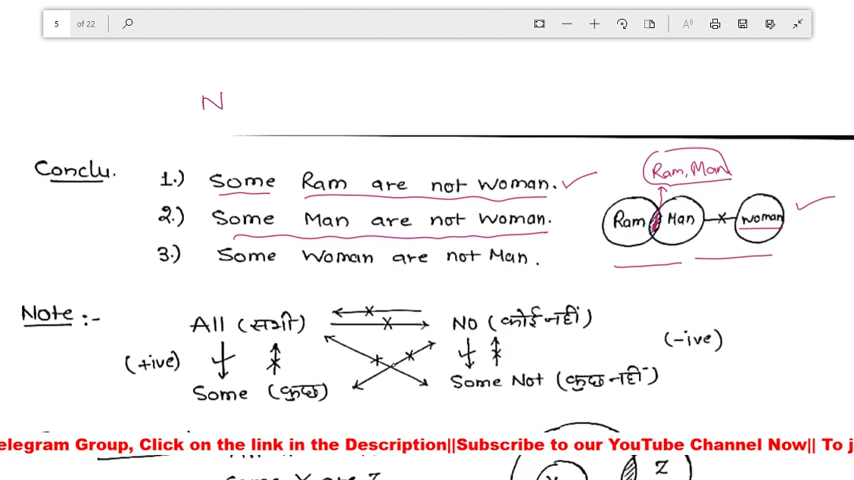 5 of 22
N
Conclu.
1.) Some Ram are not Woman.
2.) Some Man are not Woman.
3.) Some Woman are not Man.
Ram, Man
Ram Man Woman
Note :-
All (सभी) No (कोई नहीं)
(+ive) (-ive)
Some (कुछ) Some Not (कुछ नहीं)
elegram Group, Click on the link in the Description||Subscribe to our YouTube Channel Now|| To j
Z